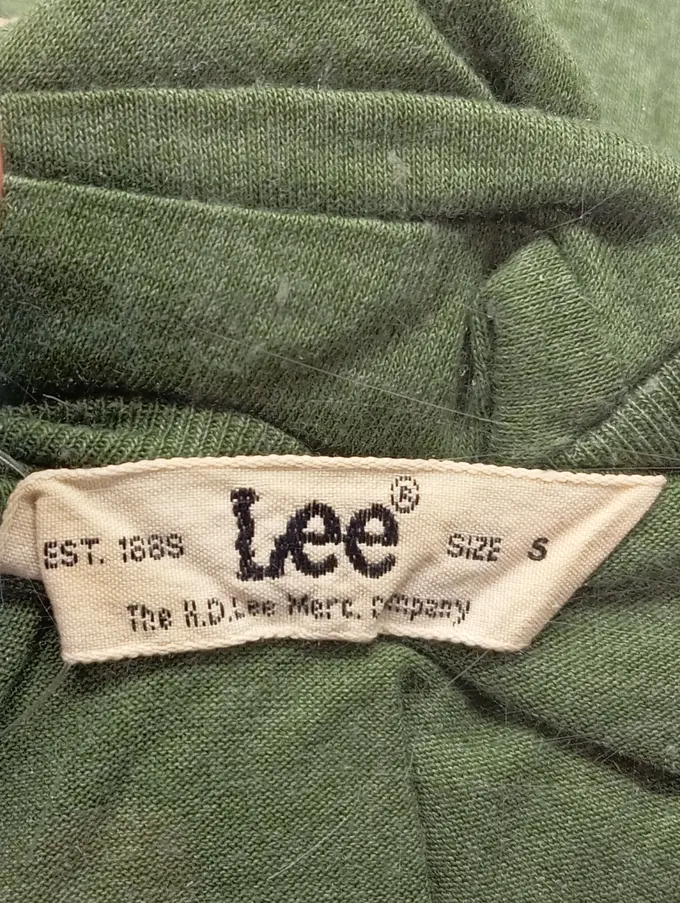 EST. 1889 Lee® SIZE S
The H.D.Lee Merc. company